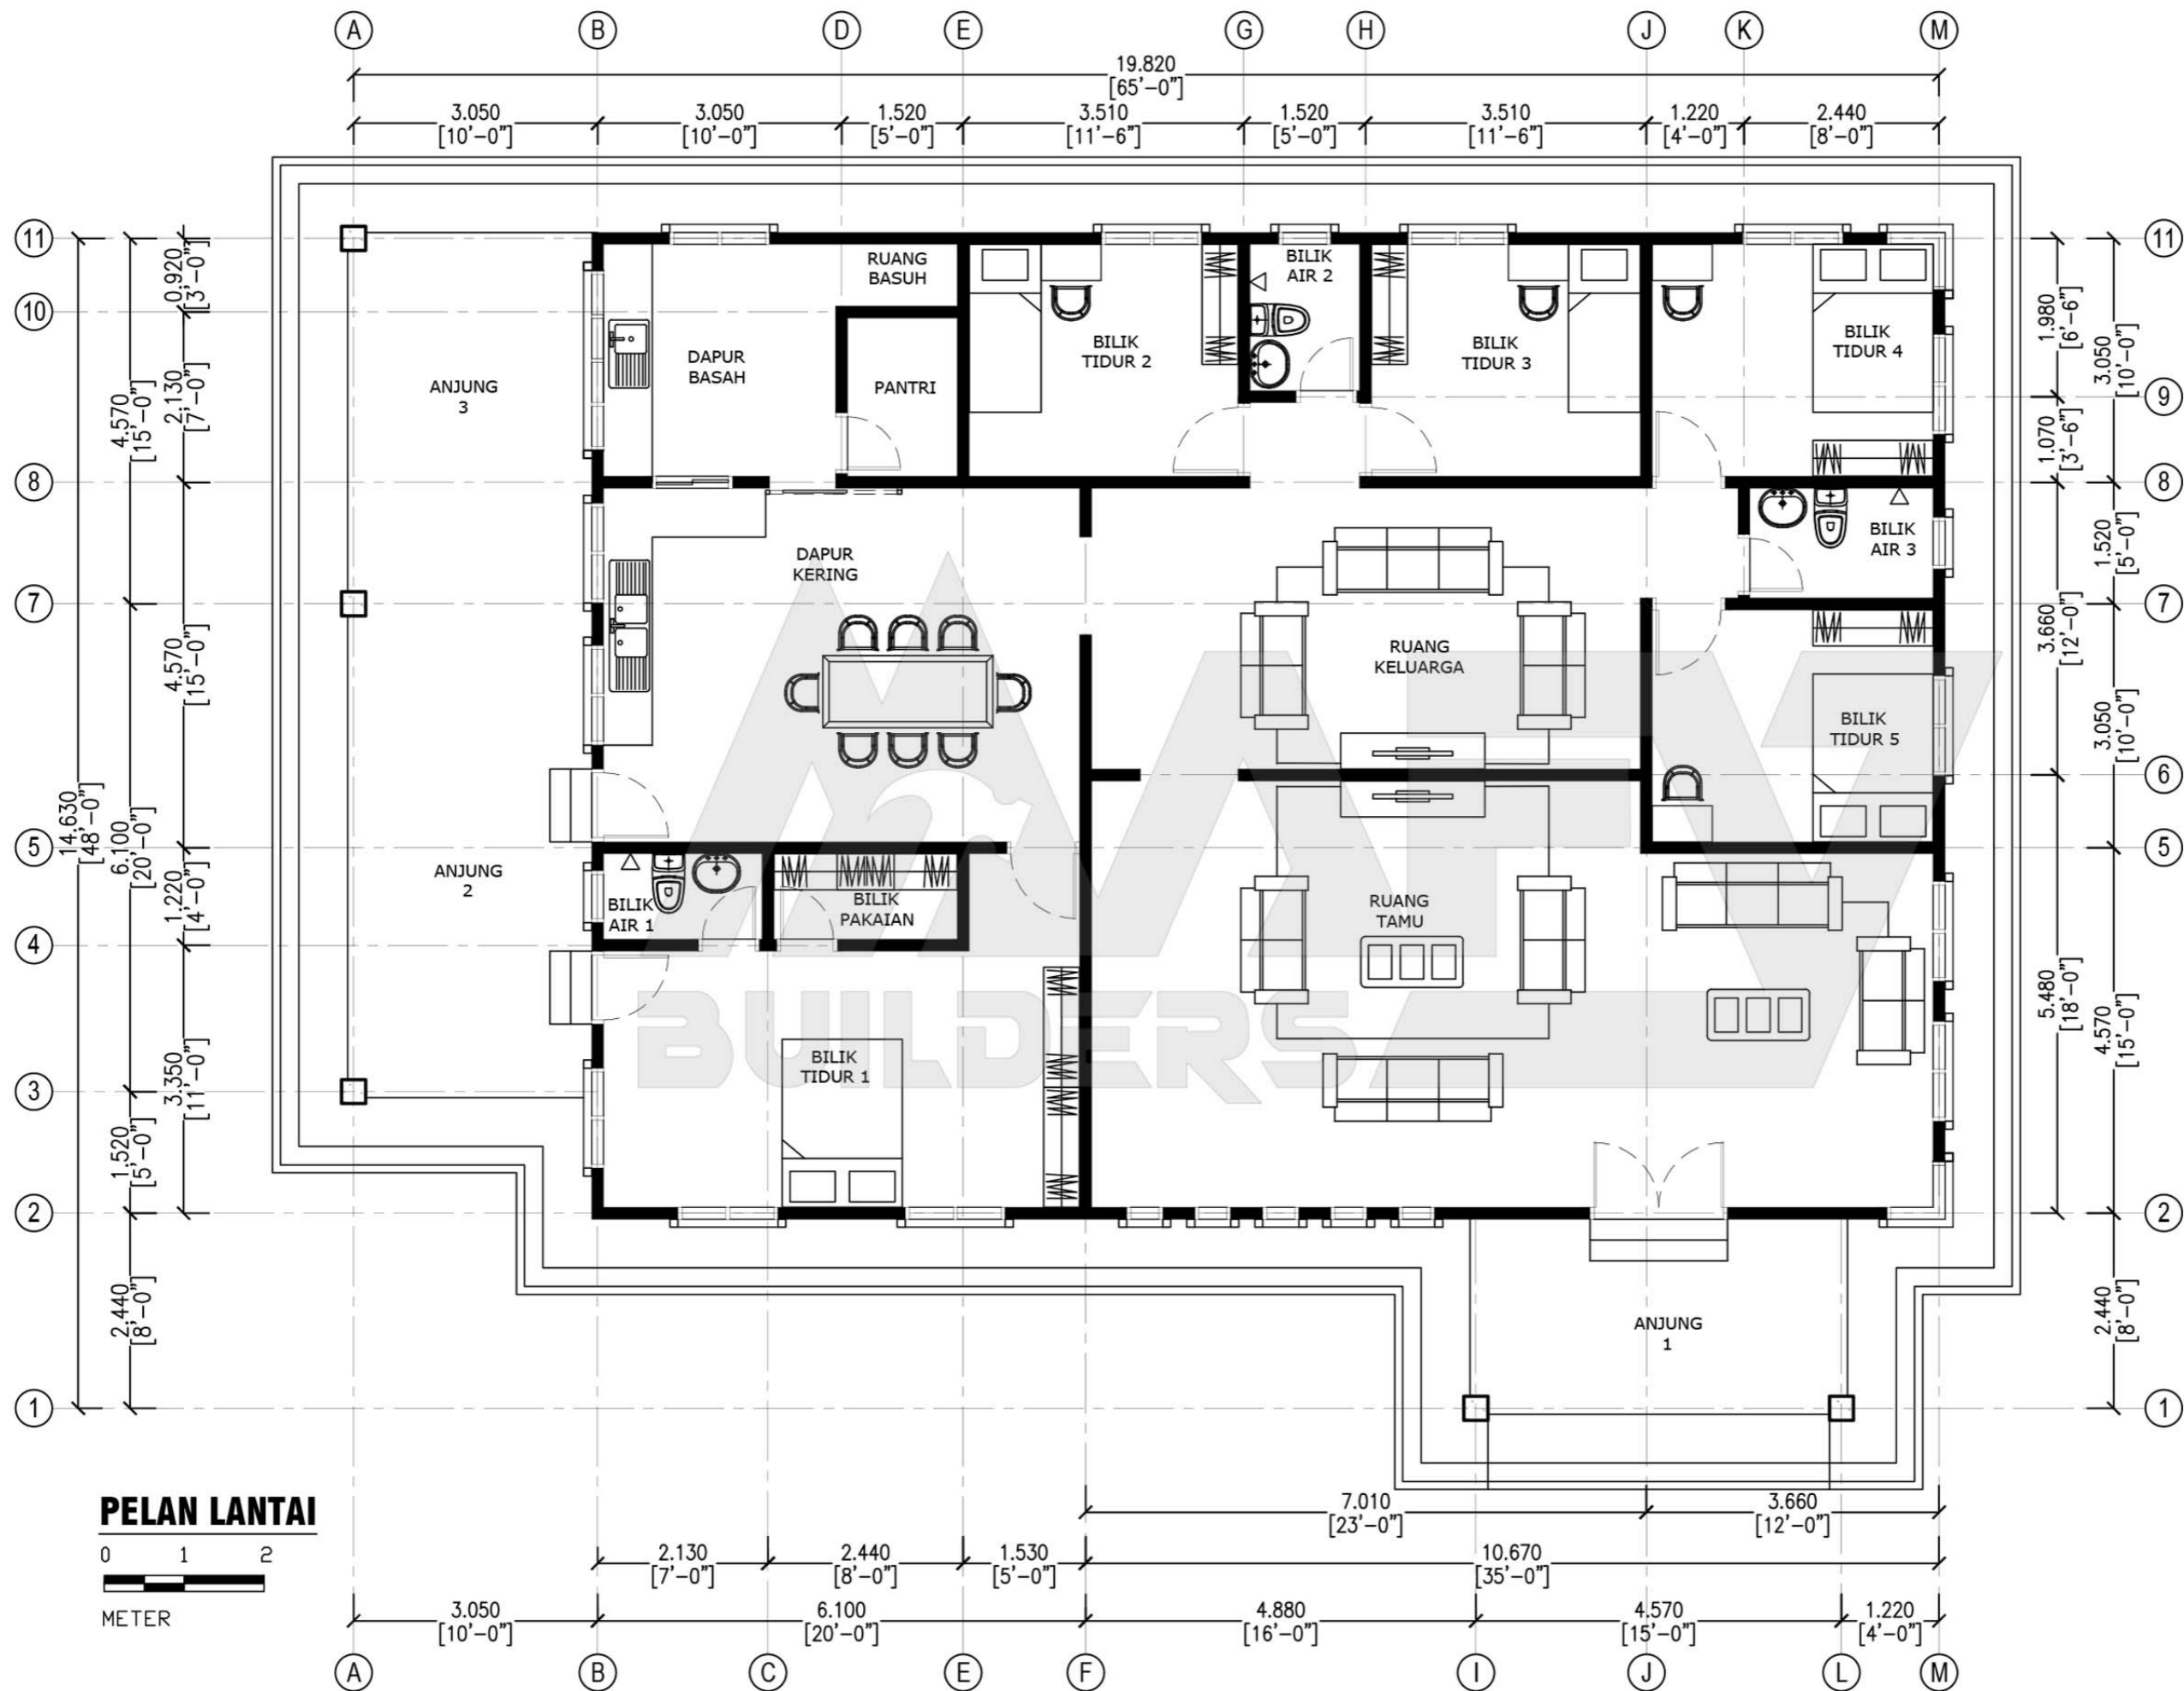 A B D E G H J K M
19.820
[65'-0"]
3.050 3.050 1.520 3.510 1.520 3.510 1.220 2.440
[10'-0"] [10'-0"] [5'-0"] [11'-6"] [5'-0"] [11'-6"] [4'-0"] [8'-0"]
11
10
8
7
5
4
3
2
1
14.630
[48'-0"]
4.570
[15'-0"]
6.100
[20'-0"]
1.520
[5'-0"]
2.440
[8'-0"]
0.920
[3'-0"]
2.130
[7'-0"]
4.570
[15'-0"]
1.220
[4'-0"]
3.350
[11'-0"]
ANJUNG
3
DAPUR
BASAH
RUANG
BASUH
PANTRI
BILIK
TIDUR 2
BILIK
AIR 2
BILIK
TIDUR 3
BILIK
TIDUR 4
DAPUR
KERING
RUANG
KELUARGA
BILIK
AIR 3
BILIK
TIDUR 5
ANJUNG
2
BILIK
AIR 1
BILIK
PAKAIAN
RUANG
TAMU
BILIK
TIDUR 1
BUILDERS
ANJUNG
1
1.980
[6'-6"]
1.070
[3'-6"]
3.660
[12'-0"]
5.480
[18'-0"]
3.050
[10'-0"]
1.520
[5'-0"]
3.050
[10'-0"]
4.570
[15'-0"]
2.440
[8'-0"]
11
9
8
7
6
5
2
1
PELAN LANTAI
0 1 2
METER
7.010 3.660
[23'-0"] [12'-0"]
2.130 2.440 1.530 10.670
[7'-0"] [8'-0"] [5'-0"] [35'-0"]
3.050 6.100 4.880 4.570 1.220
[10'-0"] [20'-0"] [16'-0"] [15'-0"] [4'-0"]
A B C E F I J L M